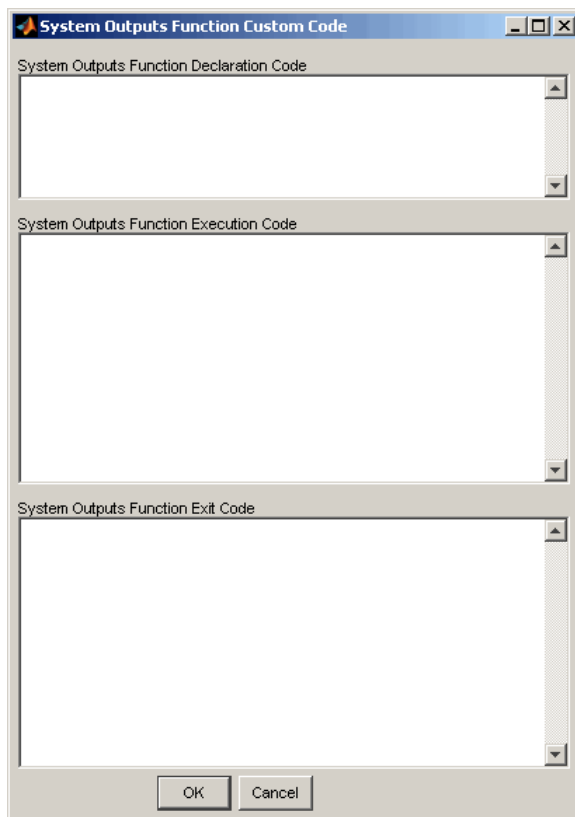 System Outputs Function Custom Code
System Outputs Function Declaration Code
System Outputs Function Execution Code
System Outputs Function Exit Code
OK Cancel